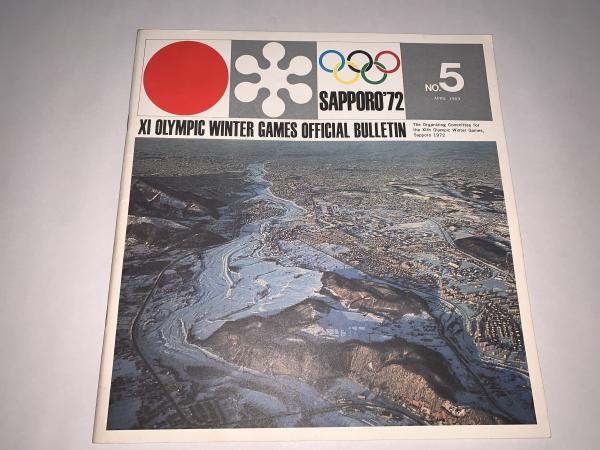 SAPPORO'72
NO. 5
APRIL 1969
XI OLYMPIC WINTER GAMES OFFICIAL BULLETIN
The Organizing Committee for
the XIth Olympic Winter Games,
Sapporo 1972